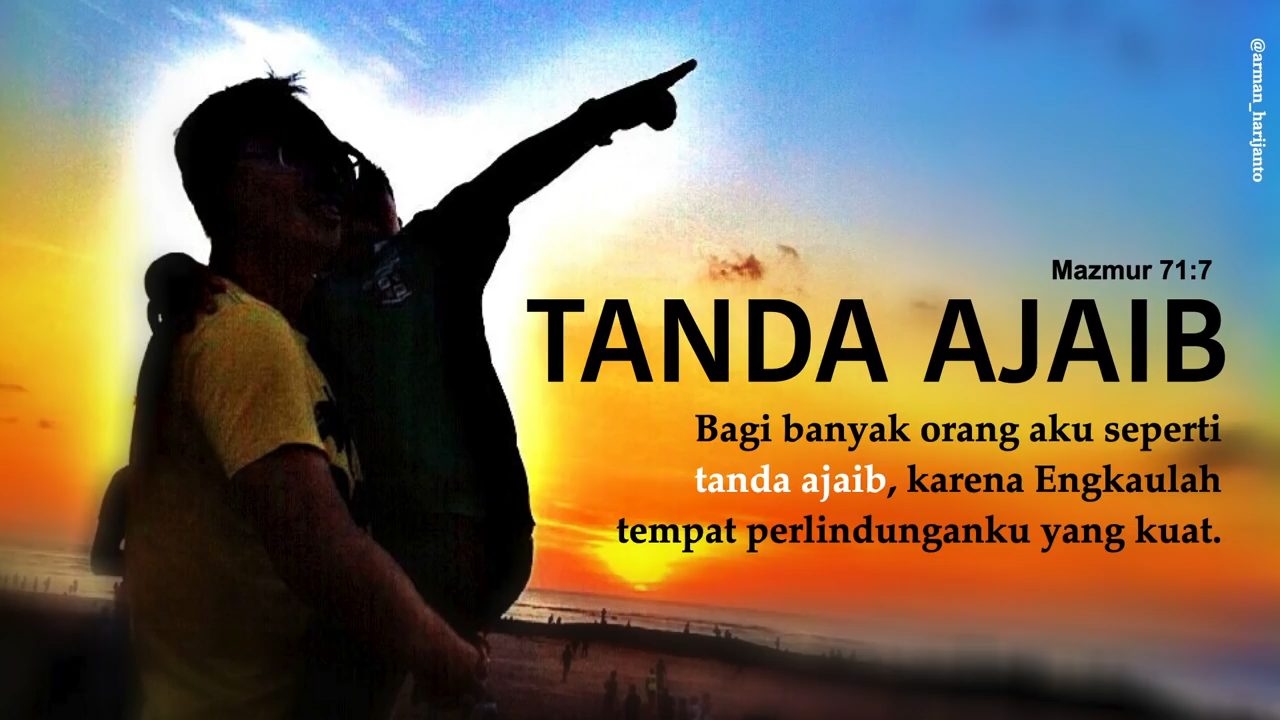 @arman_harijanto
Mazmur 71:7
TANDA AJAIB
Bagi banyak orang aku seperti
tanda ajaib, karena Engkaulah
tempat perlindunganku yang kuat.